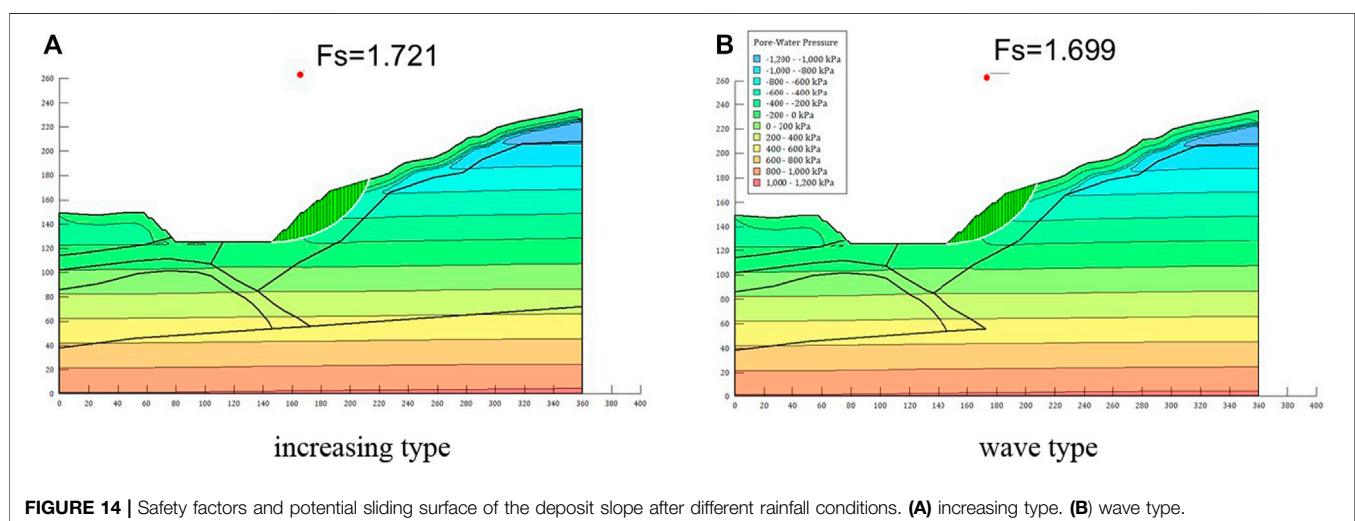 A
Fs=1.721
260
240
220
200
180
160
140
120
100
80
60
40
20
0
0 20 40 60 80 100 120 140 160 180 200 220 240 260 280 300 320 340 360 380 400
increasing type
B
Pore-Water Pressure
-1,200 - -1,000 kPa
-1,000 - -800 kPa
-800 - -600 kPa
-600 - -400 kPa
-400 - -200 kPa
-200 - 0 kPa
0 - 200 kPa
200 - 400 kPa
400 - 600 kPa
600 - 800 kPa
800 - 1,000 kPa
1,000 - 1,200 kPa
Fs=1.699
260
240
220
200
180
160
140
120
100
80
60
40
20
0
0 20 40 60 80 100 120 140 160 180 200 220 240 260 280 300 320 340 360 380 400
wave type
FIGURE 14 | Safety factors and potential sliding surface of the deposit slope after different rainfall conditions. (A) increasing type. (B) wave type.